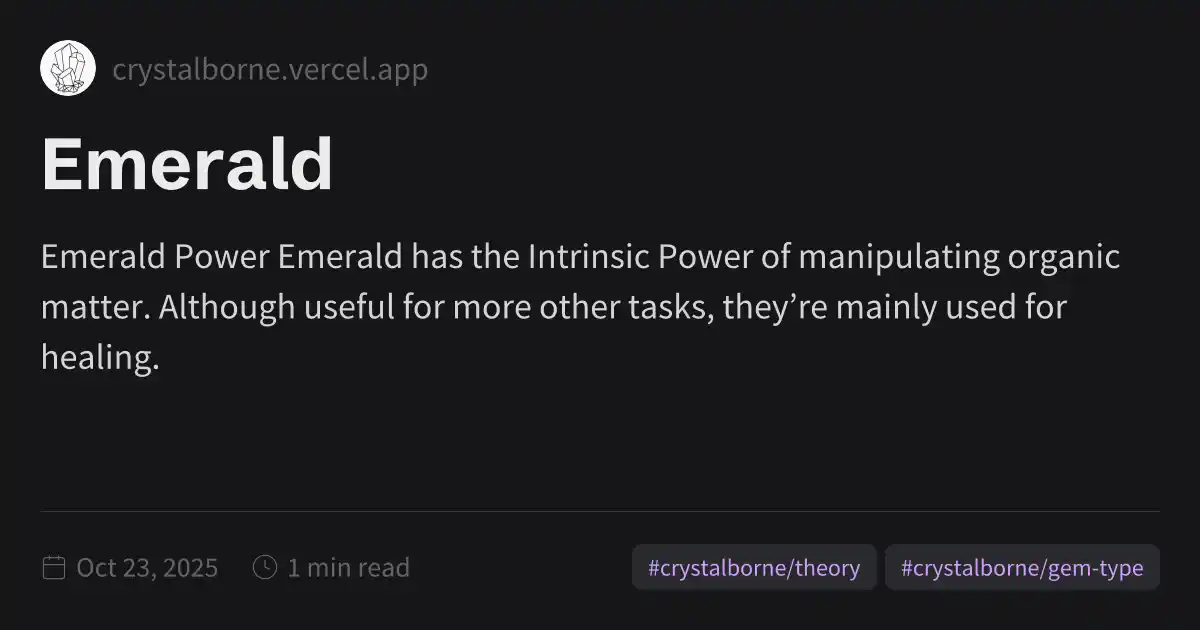 crystalborne.vercel.app
Emerald
Emerald Power Emerald has the Intrinsic Power of manipulating organic
matter. Although useful for more other tasks, they’re mainly used for
healing.
Oct 23, 2025 1 min read #crystalborne/theory #crystalborne/gem-type